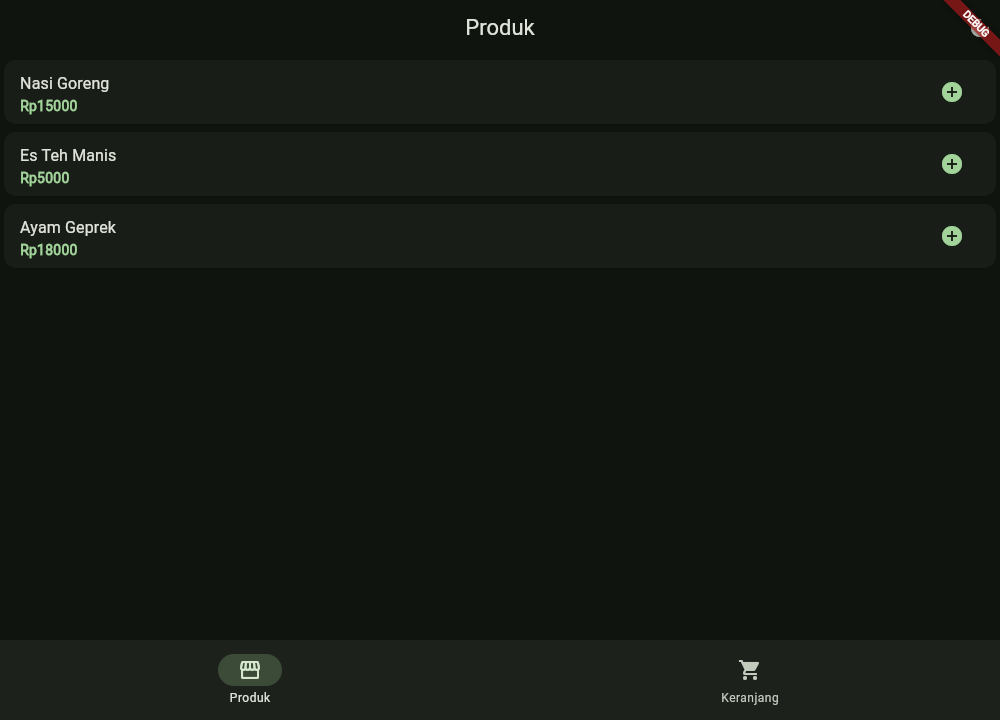 Produk
DEBUG
Nasi Goreng
Rp15000
Es Teh Manis
Rp5000
Ayam Geprek
Rp18000
Produk
Keranjang